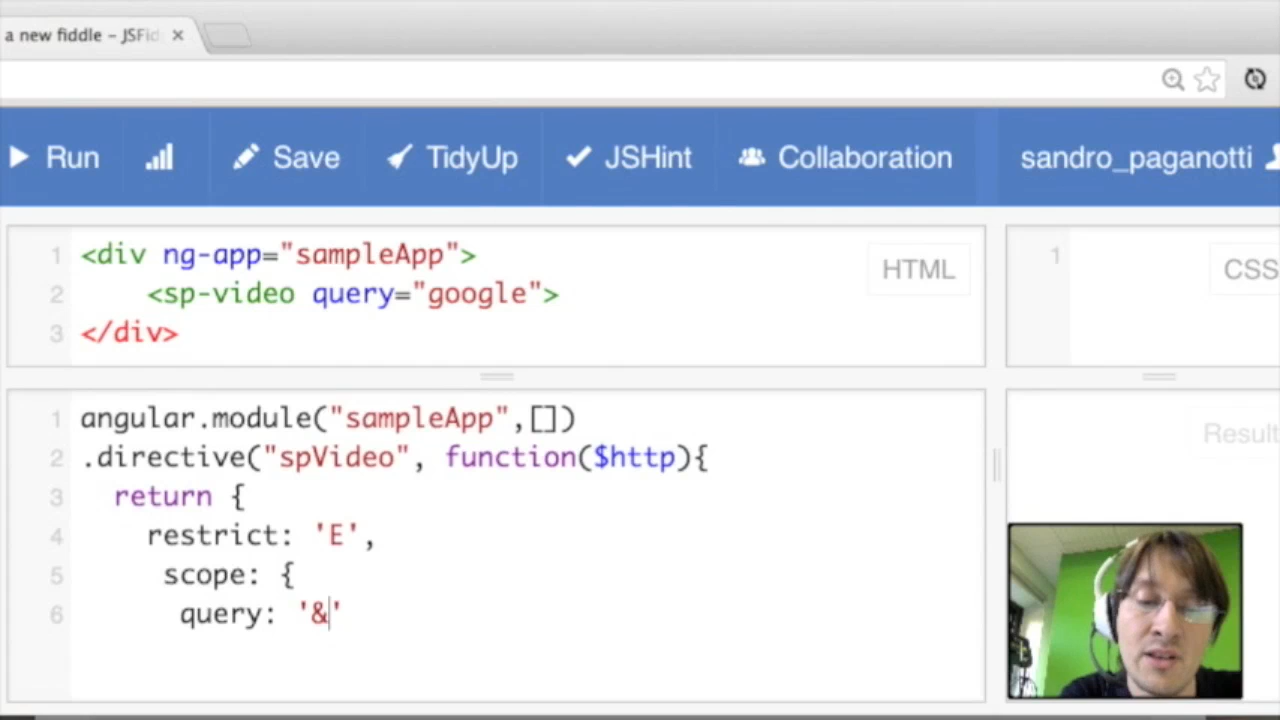 a new fiddle – JSFid
Run Save TidyUp JSHint Collaboration sandro_paganotti
1 <div ng-app="sampleApp">
2 <sp-video query="google">
3 </div>
HTML
1
CSS
1 angular.module("sampleApp",[])
2 .directive("spVideo", function($http){
3 return {
4 restrict: 'E',
5 scope: {
6 query: '&'
Result